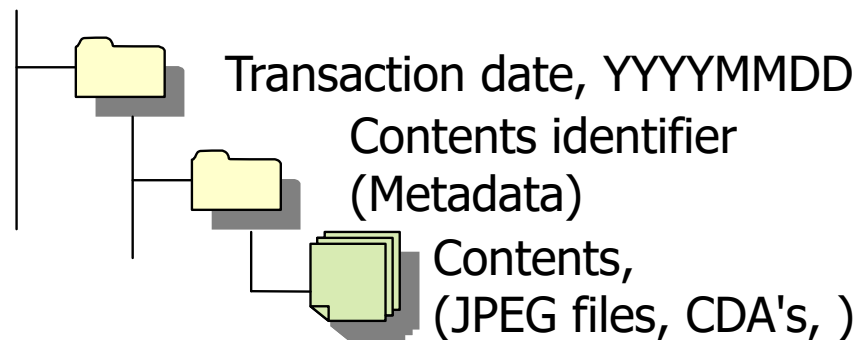 Transaction date, YYYYMMDD
Contents identifier
(Metadata)
Contents,
(JPEG files, CDA's, )